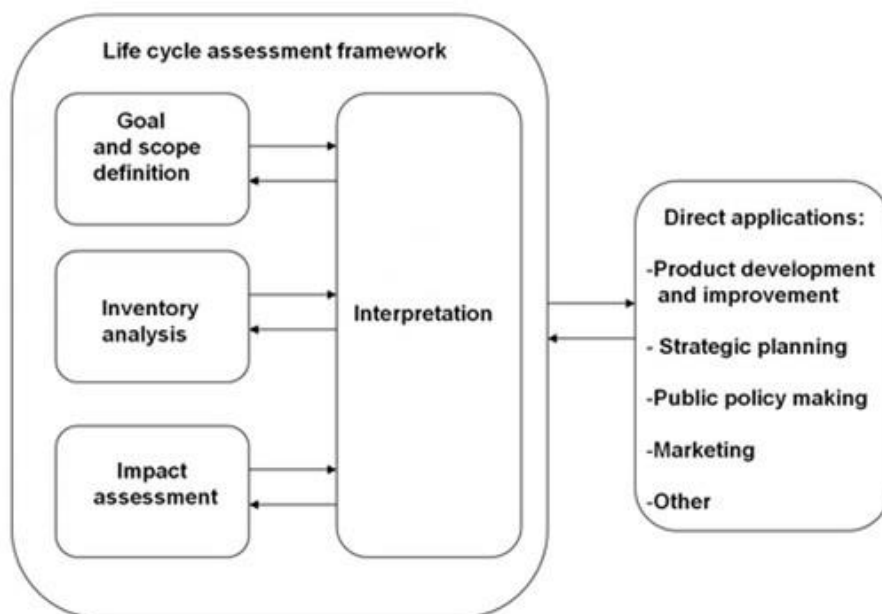 Life cycle assessment framework
Goal
and scope
definition
Inventory
analysis
Impact
assessment
Interpretation
Direct applications:
-Product development
and improvement
- Strategic planning
-Public policy making
-Marketing
-Other